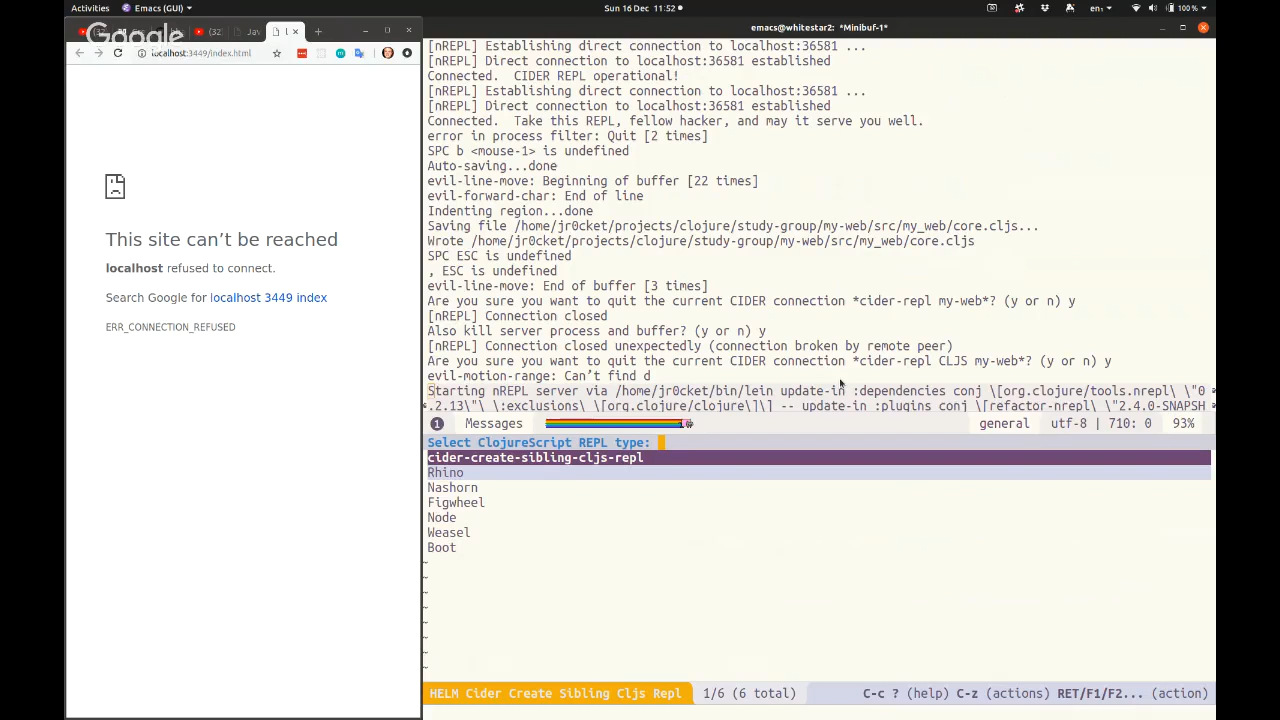 Activities Emacs (GUI) Sun 16 Dec 11:52 en 100 %
Google
(32 (32 Jav
localhost:3449/index.html
This site can’t be reached
localhost refused to connect.
Search Google for localhost 3449 index
ERR_CONNECTION_REFUSED
emacs@whitestar2: *Minibuf-1*
[nREPL] Establishing direct connection to localhost:36581 ...
[nREPL] Direct connection to localhost:36581 established
Connected.  CIDER REPL operational!
[nREPL] Establishing direct connection to localhost:36581 ...
[nREPL] Direct connection to localhost:36581 established
Connected.  Take this REPL, fellow hacker, and may it serve you well.
error in process filter: Quit [2 times]
SPC b <mouse-1> is undefined
Auto-saving...done
evil-line-move: Beginning of buffer [22 times]
evil-forward-char: End of line
Indenting region...done
Saving file /home/jr0cket/projects/clojure/study-group/my-web/src/my_web/core.cljs...
Wrote /home/jr0cket/projects/clojure/study-group/my-web/src/my_web/core.cljs
SPC ESC is undefined
, ESC is undefined
evil-line-move: End of buffer [3 times]
Are you sure you want to quit the current CIDER connection *cider-repl my-web*? (y or n) y
[nREPL] Connection closed
Also kill server process and buffer? (y or n) y
[nREPL] Connection closed unexpectedly (connection broken by remote peer)
Are you sure you want to quit the current CIDER connection *cider-repl CLJS my-web*? (y or n) y
evil-motion-range: Can’t find d
Starting nREPL server via /home/jr0cket/bin/lein update-in :dependencies conj \[org.clojure/tools.nrepl\ \"0
.2.13\"\ \:exclusions\ \[org.clojure/clojure\]\] -- update-in :plugins conj \[refactor-nrepl\ \"2.4.0-SNAPSH
1 Messages general utf-8 | 710: 0 93%
Select ClojureScript REPL type:
cider-create-sibling-cljs-repl
Rhino
Nashorn
Figwheel
Node
Weasel
Boot
~
~
~
~
~
~
~
~
HELM Cider Create Sibling Cljs Repl 1/6 (6 total) C-c ? (help) C-z (actions) RET/F1/F2... (action)